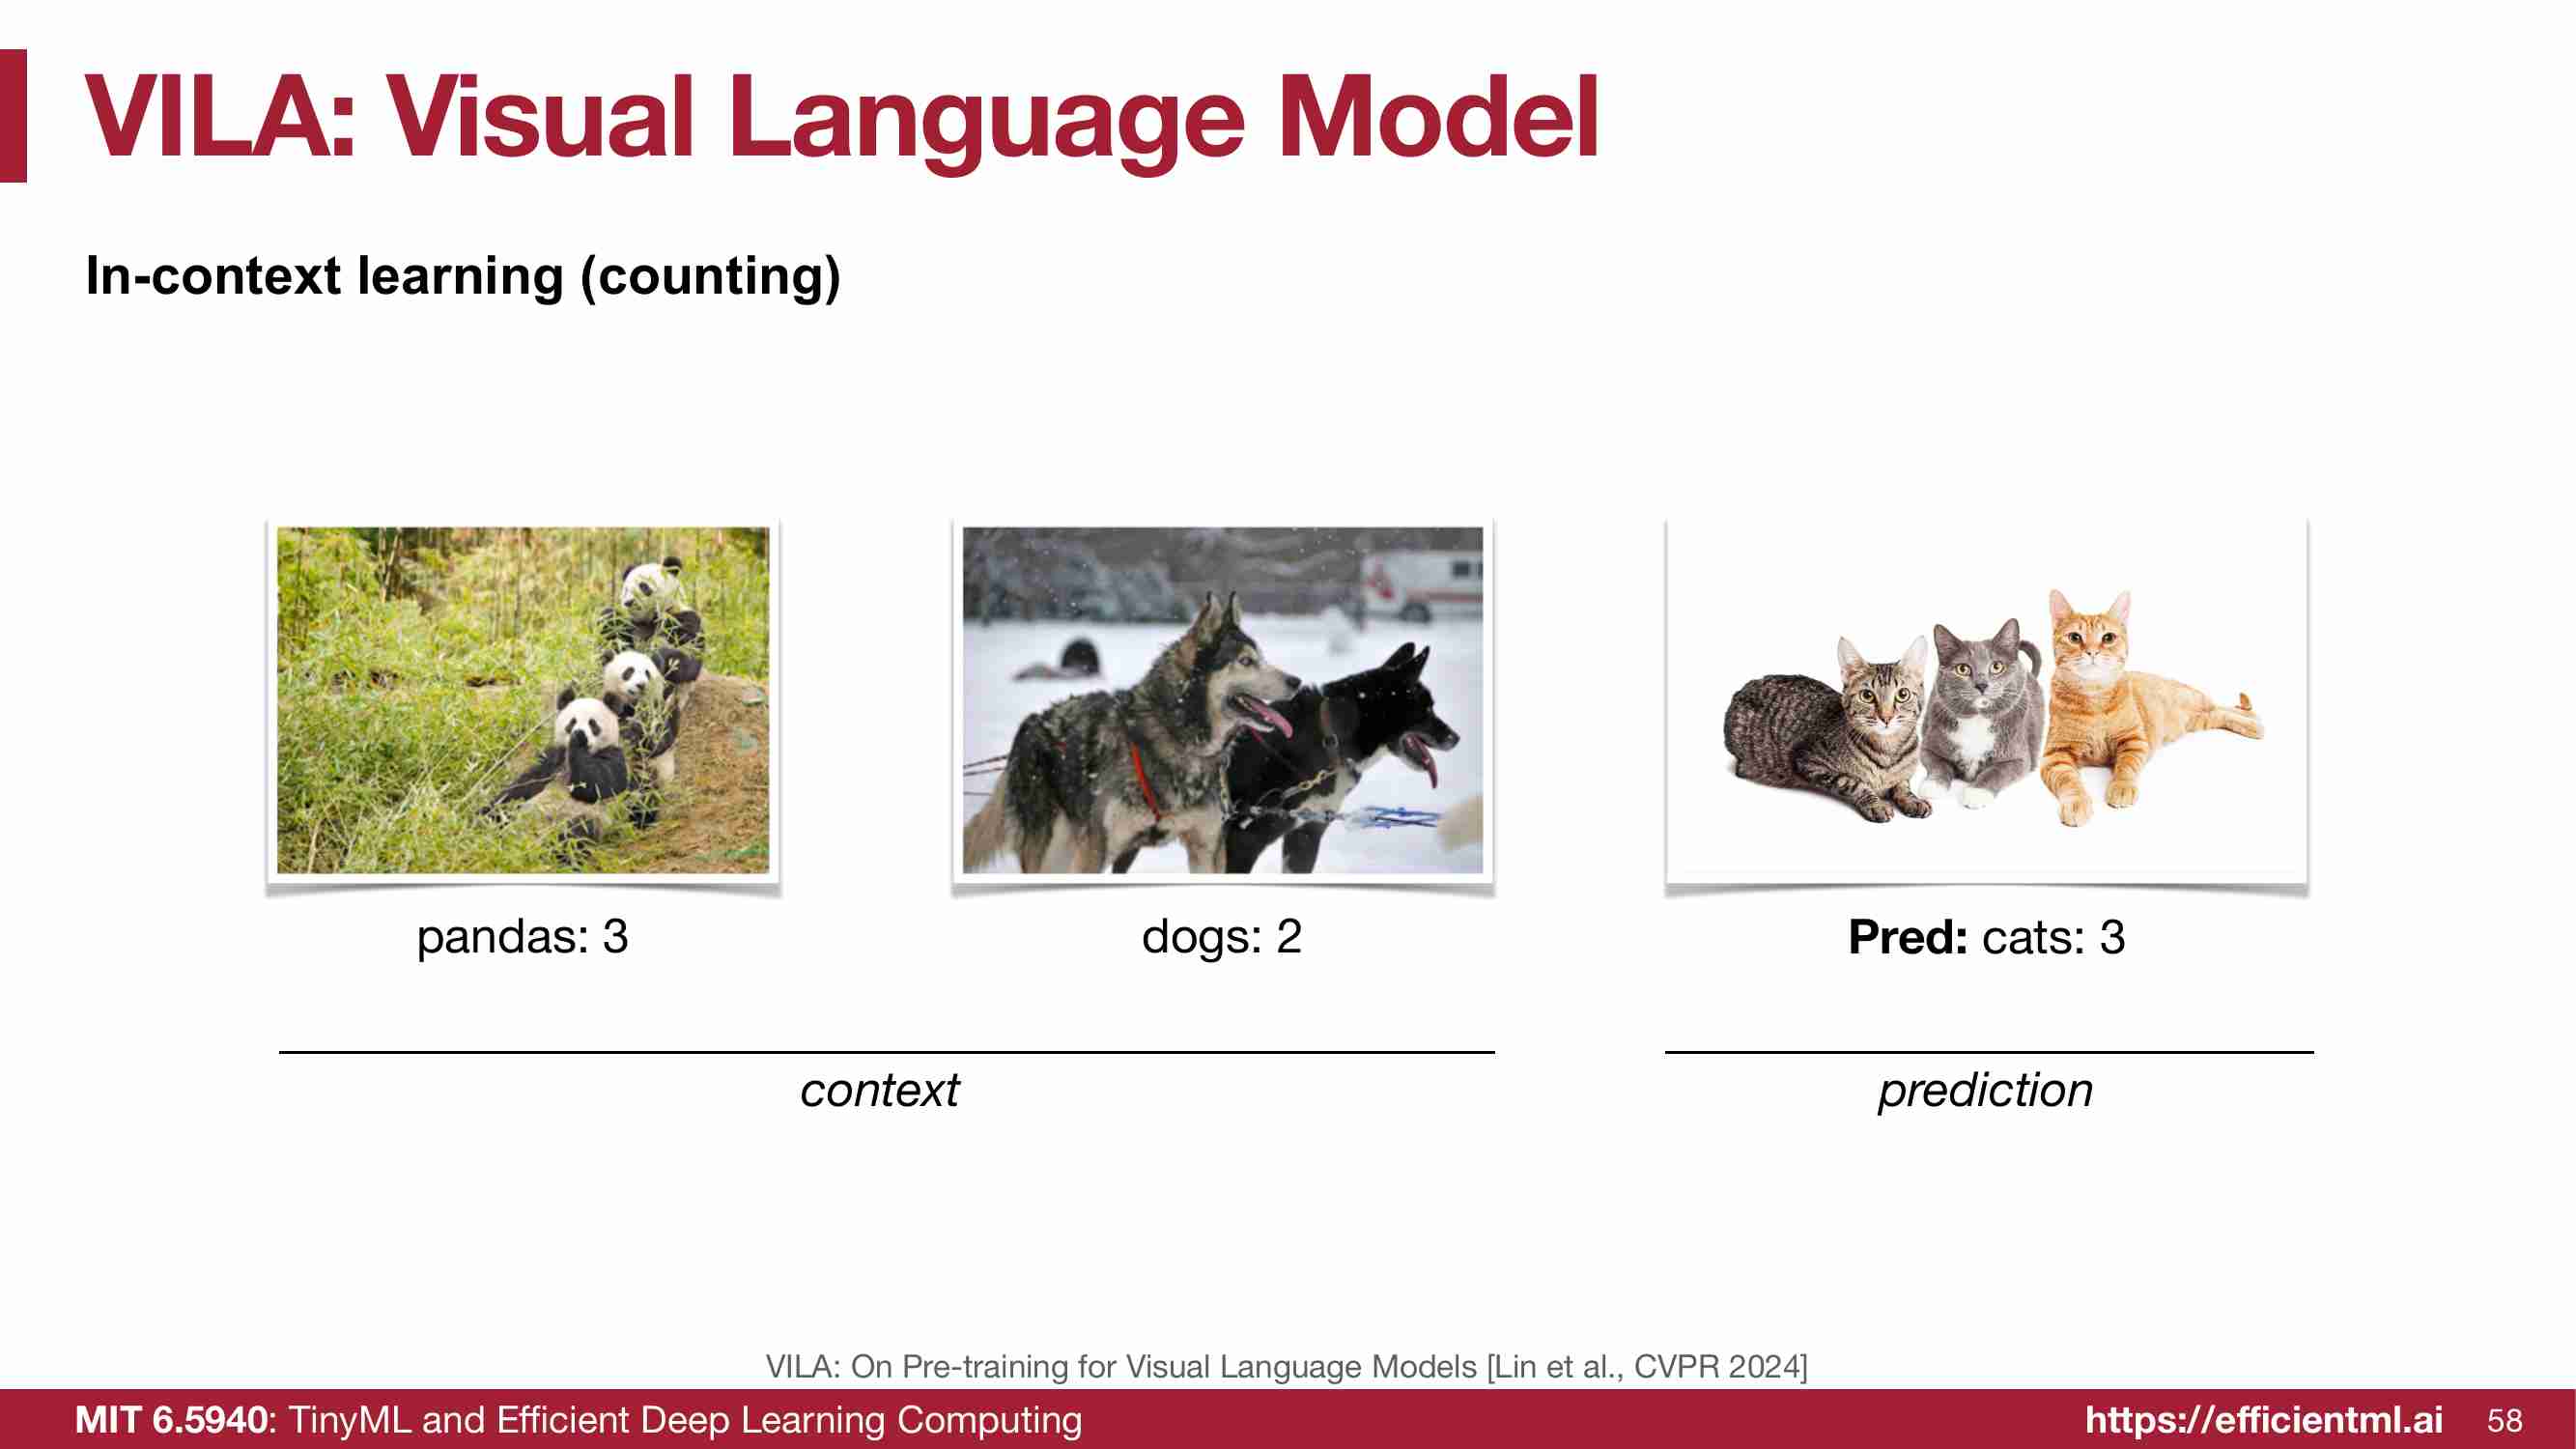 VILA: Visual Language Model
In-context learning (counting)
pandas: 3
dogs: 2
Pred: cats: 3
context
prediction
VILA: On Pre-training for Visual Language Models [Lin et al., CVPR 2024]
MIT 6.5940: TinyML and Efficient Deep Learning Computing
https://efficientml.ai
58